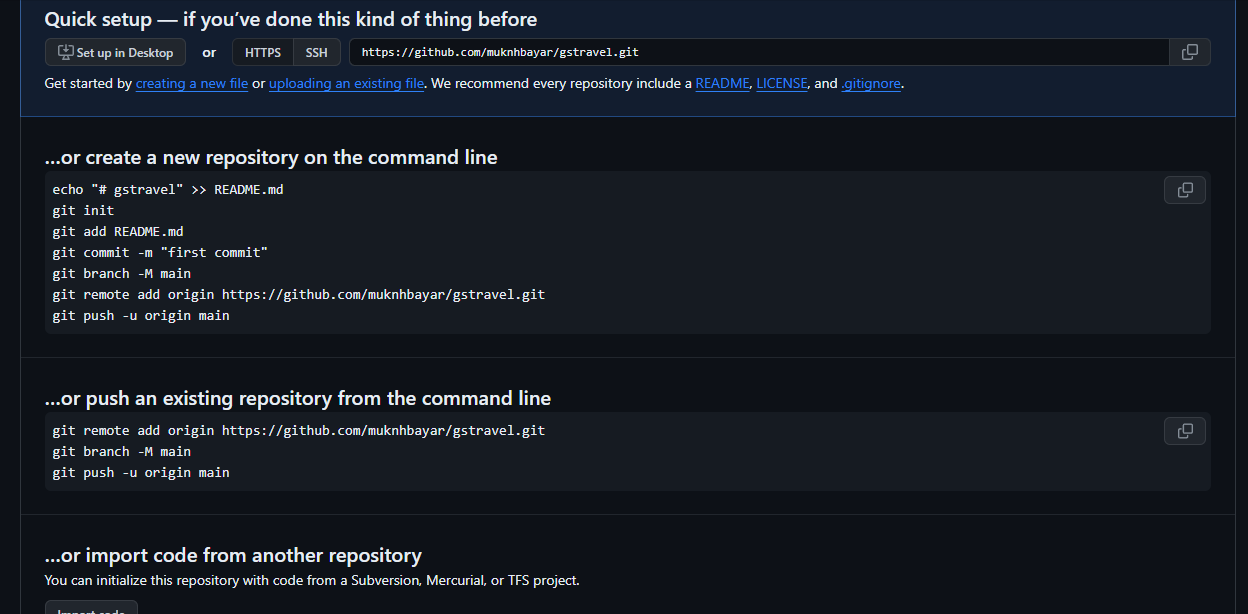 Quick setup — if you’ve done this kind of thing before
Set up in Desktop or HTTPS SSH https://github.com/muknhbayar/gstravel.git
Get started by creating a new file or uploading an existing file. We recommend every repository include a README, LICENSE, and .gitignore.
…or create a new repository on the command line
echo "# gstravel" >> README.md
git init
git add README.md
git commit -m "first commit"
git branch -M main
git remote add origin https://github.com/muknhbayar/gstravel.git
git push -u origin main
…or push an existing repository from the command line
git remote add origin https://github.com/muknhbayar/gstravel.git
git branch -M main
git push -u origin main
…or import code from another repository
You can initialize this repository with code from a Subversion, Mercurial, or TFS project.
Import code